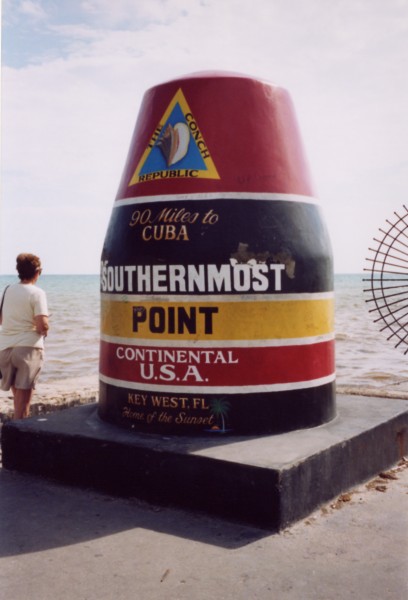 THE CONCH
REPUBLIC
90 Miles to
CUBA
SOUTHERNMOST
POINT
CONTINENTAL
U.S.A.
KEY WEST, FL
Home of the Sunset